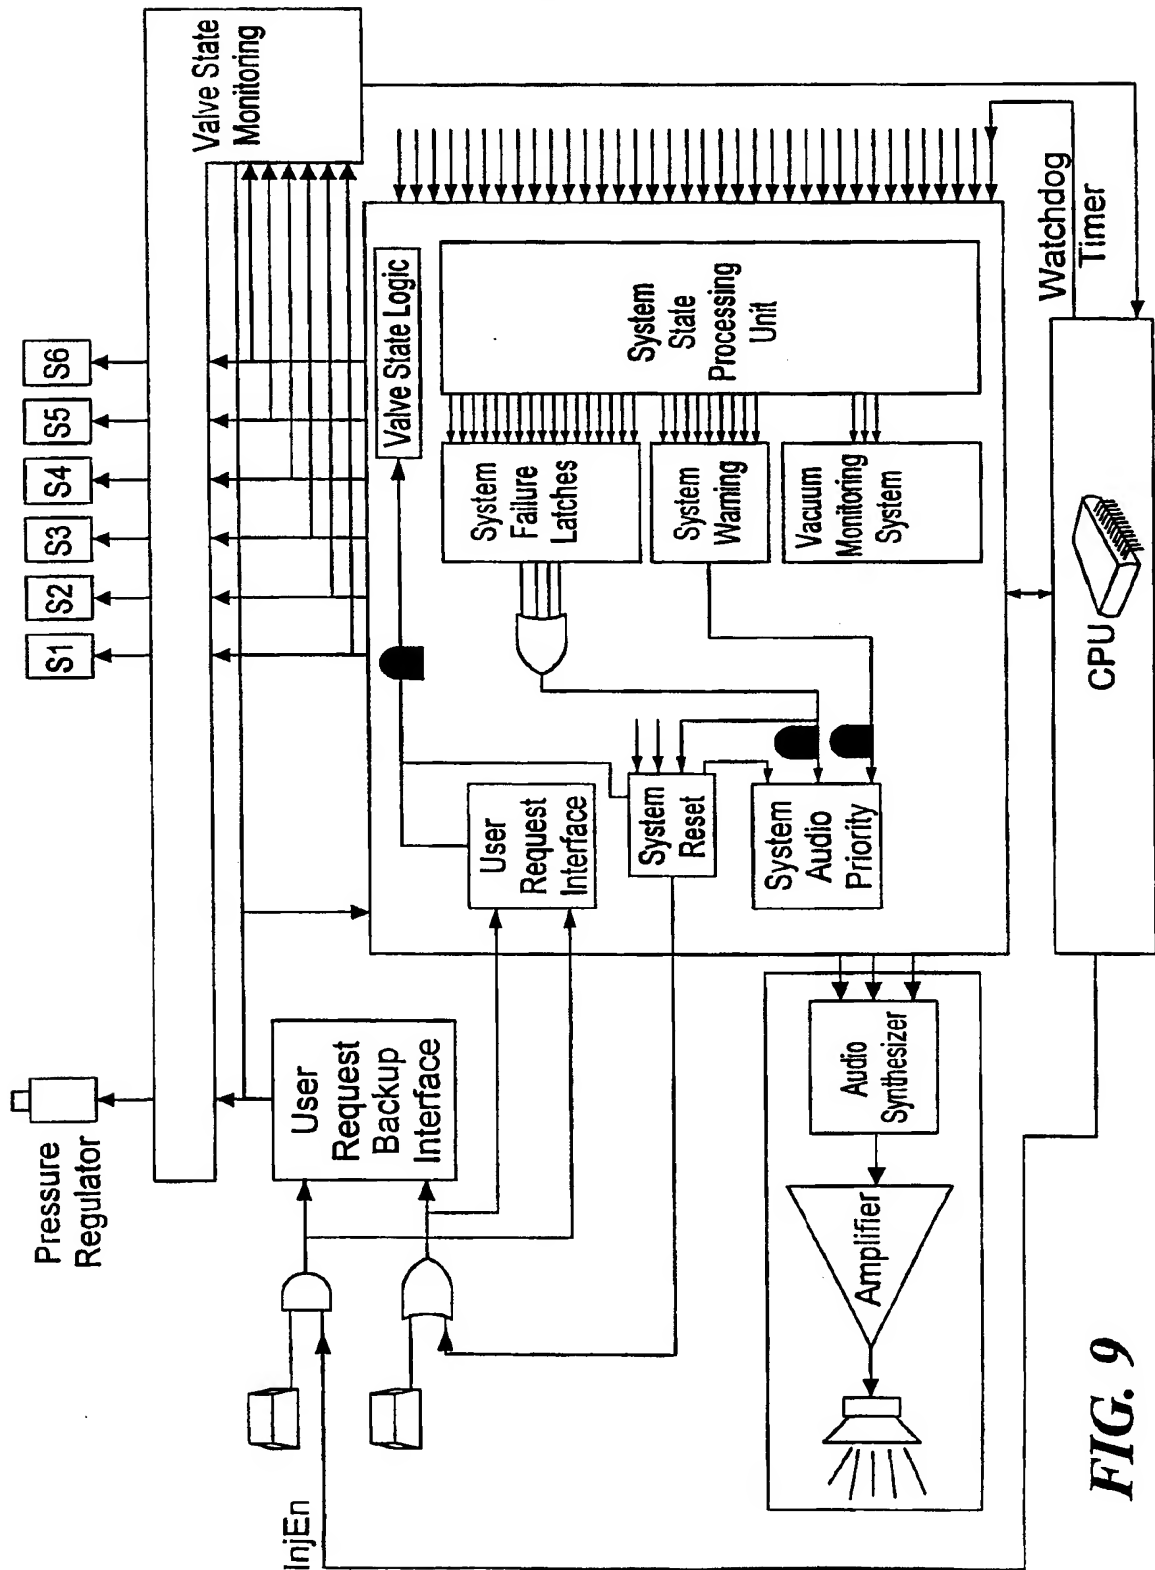 Pressure
Regulator
S1
S2
S3
S4
S5
S6
Valve State
Monitoring
InjEn
User
Request
Backup
Interface
User
Request
Interface
Valve State Logic
System
Reset
System
Audio
Priority
System
Failure
Latches
System
Warning
Vacuum
Monitoring
System
System
State
Processing
Unit
Watchdog
Timer
Amplifier
Audio
Synthesizer
CPU
FIG. 9